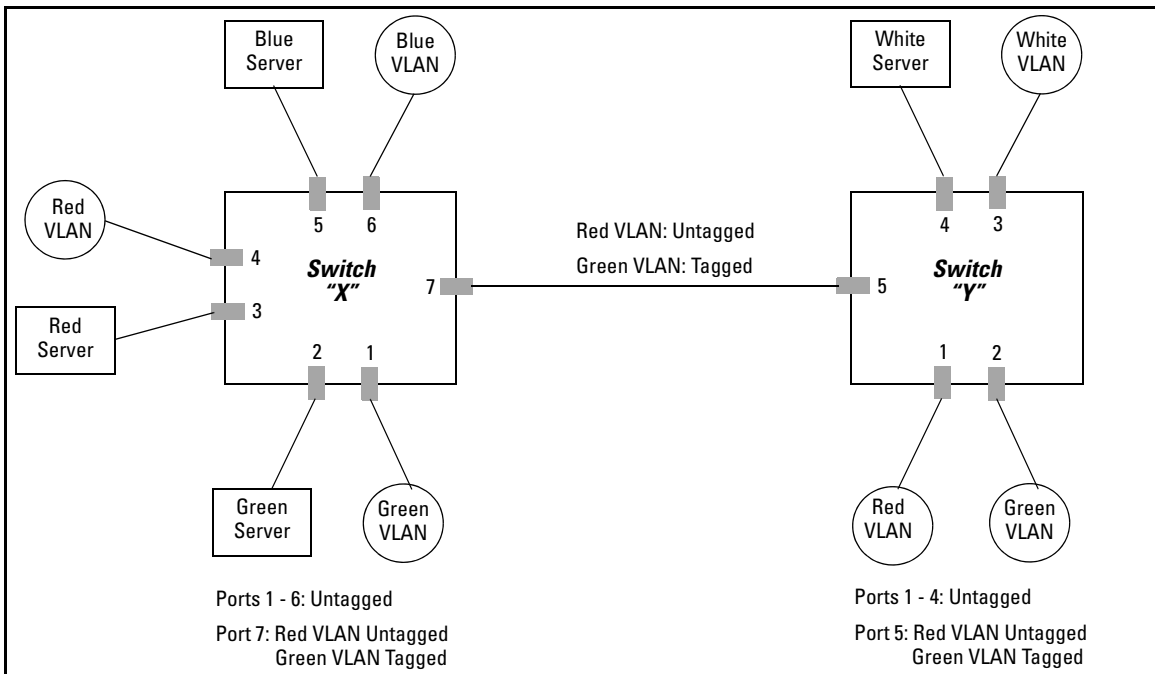 Blue
Server
Blue
VLAN
White
Server
White
VLAN
Red
VLAN
5
6
4
3
4
Switch
"X"
7
3
Red VLAN: Untagged
Green VLAN: Tagged
5
Switch
"Y"
Red
Server
2
1
1
2
Green
Server
Green
VLAN
Red
VLAN
Green
VLAN
Ports 1 - 6: Untagged
Port 7: Red VLAN Untagged
Green VLAN Tagged
Ports 1 - 4: Untagged
Port 5: Red VLAN Untagged
Green VLAN Tagged